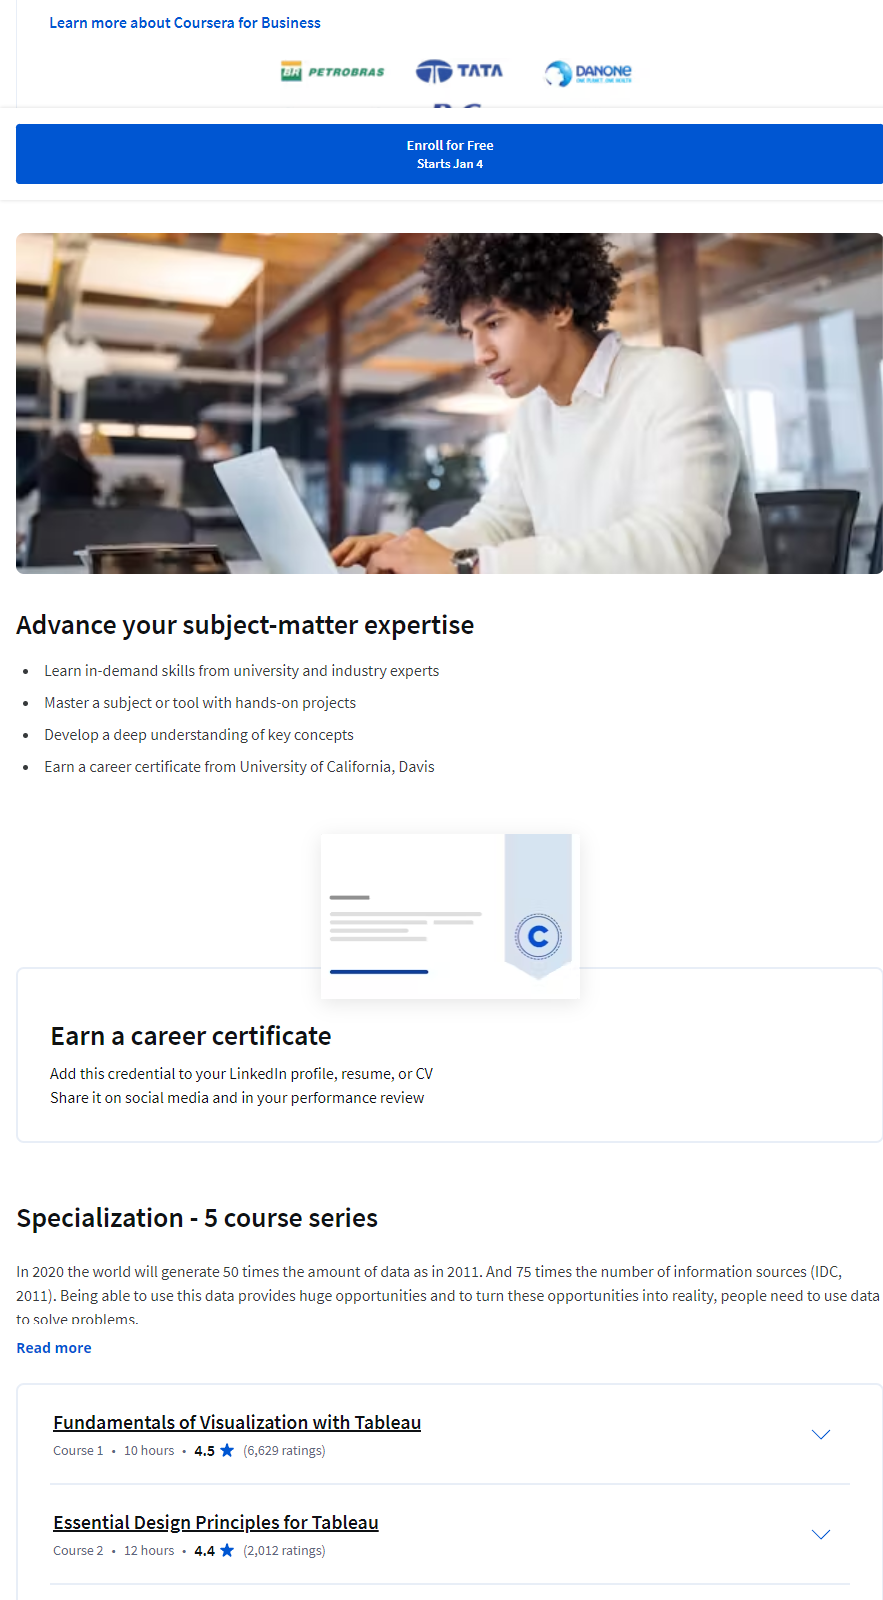 Learn more about Coursera for Business
BR PETROBRAS
TATA
DANONE
ONE PLANET. ONE HEALTH
Enroll for Free
Starts Jan 4
Advance your subject-matter expertise
Learn in-demand skills from university and industry experts
Master a subject or tool with hands-on projects
Develop a deep understanding of key concepts
Earn a career certificate from University of California, Davis
C
Earn a career certificate
Add this credential to your LinkedIn profile, resume, or CV
Share it on social media and in your performance review
Specialization - 5 course series
In 2020 the world will generate 50 times the amount of data as in 2011. And 75 times the number of information sources (IDC,
2011). Being able to use this data provides huge opportunities and to turn these opportunities into reality, people need to use data
to solve problems.
Read more
Fundamentals of Visualization with Tableau
Course 1 • 10 hours • 4.5 ★ (6,629 ratings)
Essential Design Principles for Tableau
Course 2 • 12 hours • 4.4 ★ (2,012 ratings)